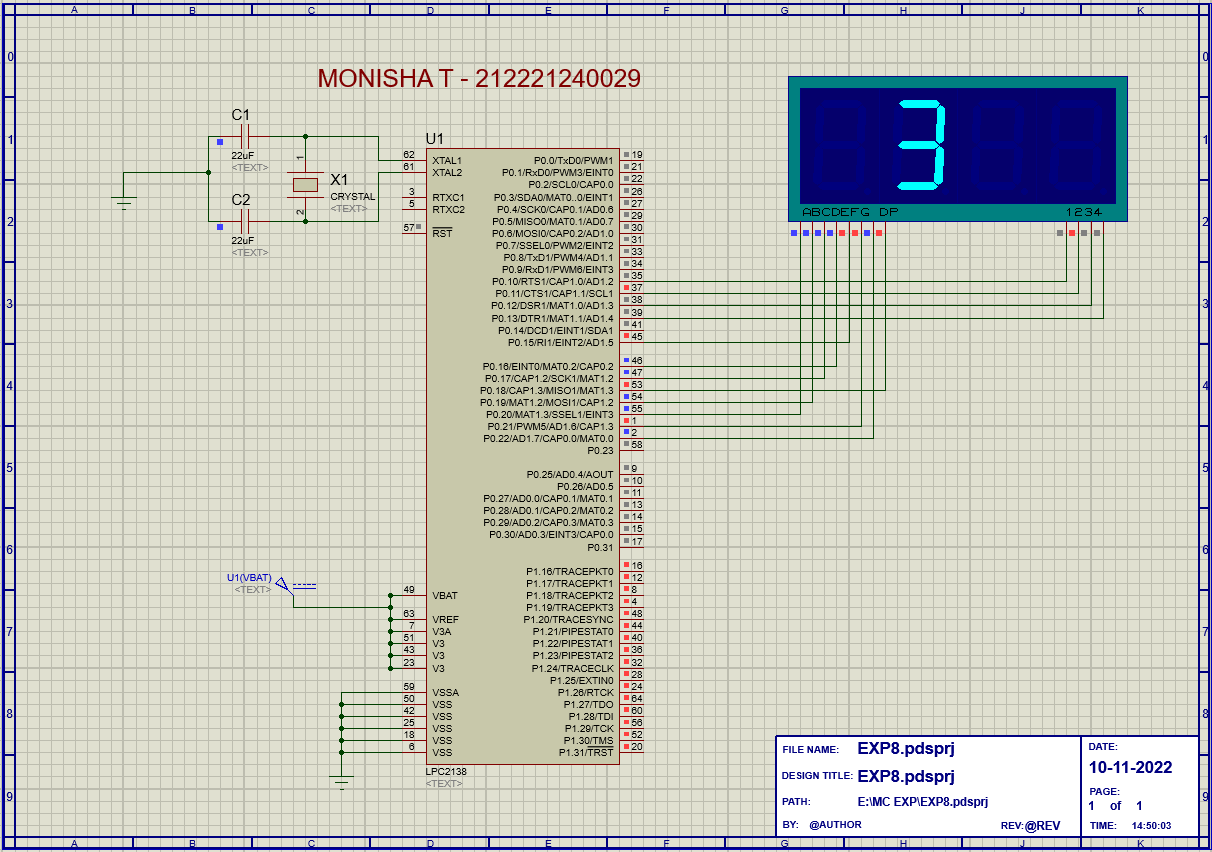 A B C D E F G H J K
MONISHA T - 212221240029
ABCDEFG DP 1234
0 0
1 1
2 2
3 3
4 4
5 5
6 6
7 7
8 8
9 9
C1
22uF
<TEXT>
C2
22uF
<TEXT>
1
X1
CRYSTAL
<TEXT>
2
U1
62 XTAL1
61 XTAL2
3 RTXC1
5 RTXC2
57 RST
U1(VBAT)
<TEXT>
49 VBAT
63 VREF
7 V3A
51 V3
43 V3
23 V3
59 VSSA
50 VSS
42 VSS
25 VSS
18 VSS
6 VSS
P0.0/TxD0/PWM1 19
P0.1/RxD0/PWM3/EINT0 21
P0.2/SCL0/CAP0.0 22
P0.3/SDA0/MAT0..0/EINT1 26
P0.4/SCK0/CAP0.1/AD0.6 27
P0.5/MISO0/MAT0.1/AD0.7 29
P0.6/MOSI0/CAP0.2/AD1.0 30
P0.7/SSEL0/PWM2/EINT2 31
P0.8/TxD1/PWM4/AD1.1 33
P0.9/RxD1/PWM6/EINT3 34
P0.10/RTS1/CAP1.0/AD1.2 35
P0.11/CTS1/CAP1.1/SCL1 37
P0.12/DSR1/MAT1.0/AD1.3 38
P0.13/DTR1/MAT1.1/AD1.4 39
P0.14/DCD1/EINT1/SDA1 41
P0.15/RI1/EINT2/AD1.5 45
P0.16/EINT0/MAT0.2/CAP0.2 46
P0.17/CAP1.2/SCK1/MAT1.2 47
P0.18/CAP1.3/MISO1/MAT1.3 53
P0.19/MAT1.2/MOSI1/CAP1.2 54
P0.20/MAT1.3/SSEL1/EINT3 55
P0.21/PWM5/AD1.6/CAP1.3 1
P0.22/AD1.7/CAP0.0/MAT0.0 2
P0.23 58
P0.25/AD0.4/AOUT 9
P0.26/AD0.5 10
P0.27/AD0.0/CAP0.1/MAT0.1 11
P0.28/AD0.1/CAP0.2/MAT0.2 13
P0.29/AD0.2/CAP0.3/MAT0.3 14
P0.30/AD0.3/EINT3/CAP0.0 15
P0.31 17
P1.16/TRACEPKT0 16
P1.17/TRACEPKT1 12
P1.18/TRACEPKT2 8
P1.19/TRACEPKT3 4
P1.20/TRACESYNC 48
P1.21/PIPESTAT0 44
P1.22/PIPESTAT1 40
P1.23/PIPESTAT2 36
P1.24/TRACECLK 32
P1.25/EXTIN0 28
P1.26/RTCK 24
P1.27/TDO 64
P1.28/TDI 60
P1.29/TCK 56
P1.30/TMS 52
P1.31/TRST 20
LPC2138
<TEXT>
3
FILE NAME: EXP8.pdsprj
DESIGN TITLE: EXP8.pdsprj
PATH: E:\MC EXP\EXP8.pdsprj
BY: @AUTHOR REV:@REV
DATE:
10-11-2022
PAGE:
1 of 1
TIME: 14:50:03
A B C D E F G H J K